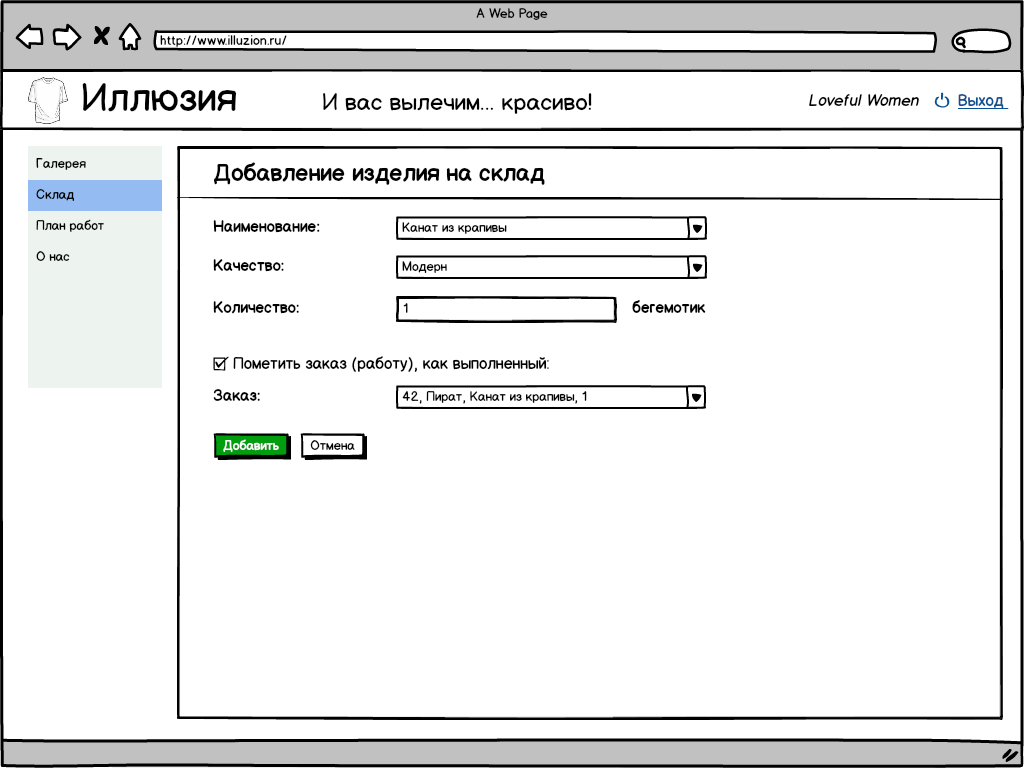 A Web Page
http://www.illuzion.ru/
Иллюзия
И вас вылечим... красиво!
Loveful Women
Выход
Галерея
Склад
План работ
О нас
Добавление изделия на склад
Наименование:
Канат из крапивы
Качество:
Модерн
Количество:
1
бегемотик
Пометить заказ (работу), как выполненный:
Заказ:
42, Пират, Канат из крапивы, 1
Добавить
Отмена